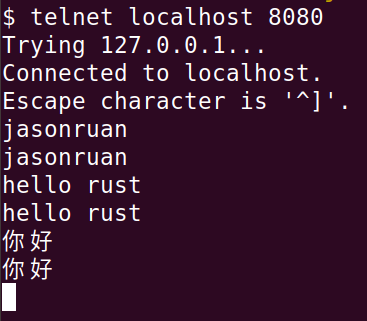 $ telnet localhost 8080
Trying 127.0.0.1...
Connected to localhost.
Escape character is '^]'.
jasonruan
jasonruan
hello rust
hello rust
你好
你好